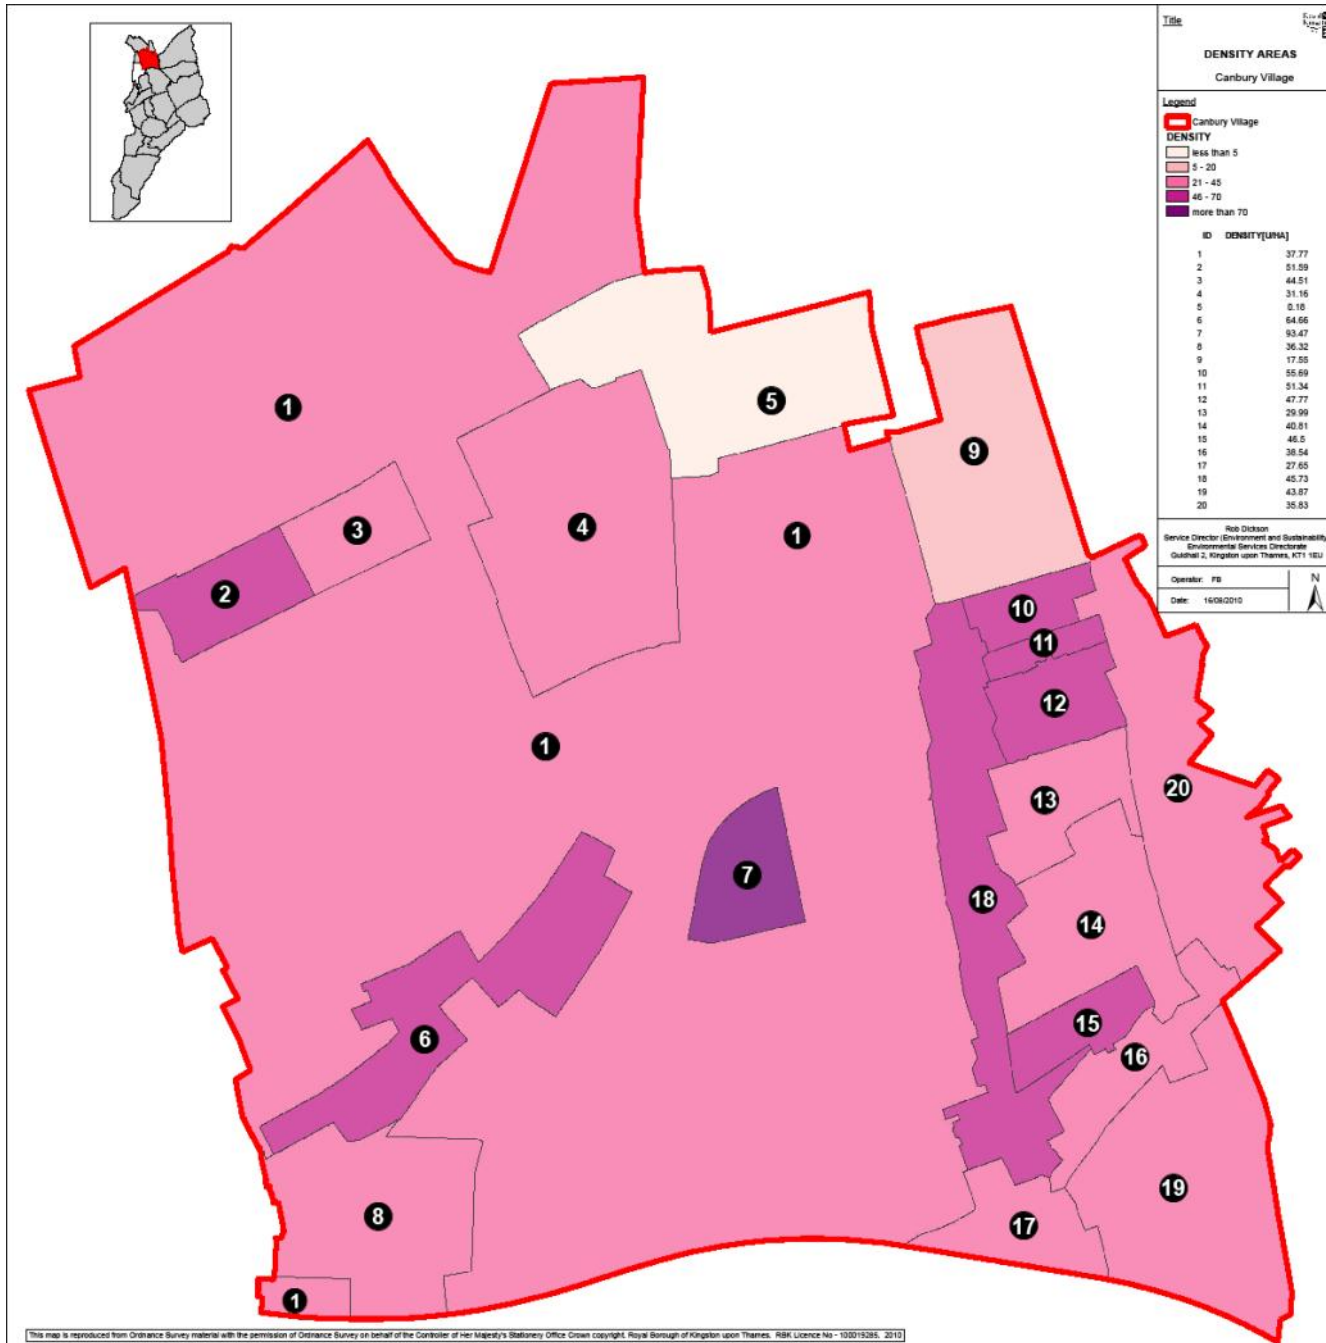 Title
DENSITY AREAS
Canbury Village
Legend
Canbury Village
DENSITY
less than 5
5 - 20
21 - 45
46 - 70
more than 70
ID DENSITY[U/HA]
1 37.77
2 51.59
3 44.51
4 31.16
5 0.18
6 64.66
7 93.47
8 36.32
9 17.55
10 55.69
11 51.34
12 47.77
13 29.99
14 40.81
15 46.5
16 38.54
17 27.65
18 45.73
19 43.87
20 35.83
Rob Dickson
Service Director (Environment and Sustainability)
Environmental Services Directorate
Guildhall 2, Kingston upon Thames, KT1 1EU
Operator: FB
N
Date: 16/09/2010
1
5
9
3
4
1
2
10
11
12
1
13
20
7
18
14
6
15
16
19
8
17
1
This map is reproduced from Ordnance Survey material with the permission of Ordnance Survey on behalf of the Controller of Her Majesty's Stationery Office Crown copyright. Royal Borough of Kingston upon Thames. RBK Licence No - 100019285. 2010